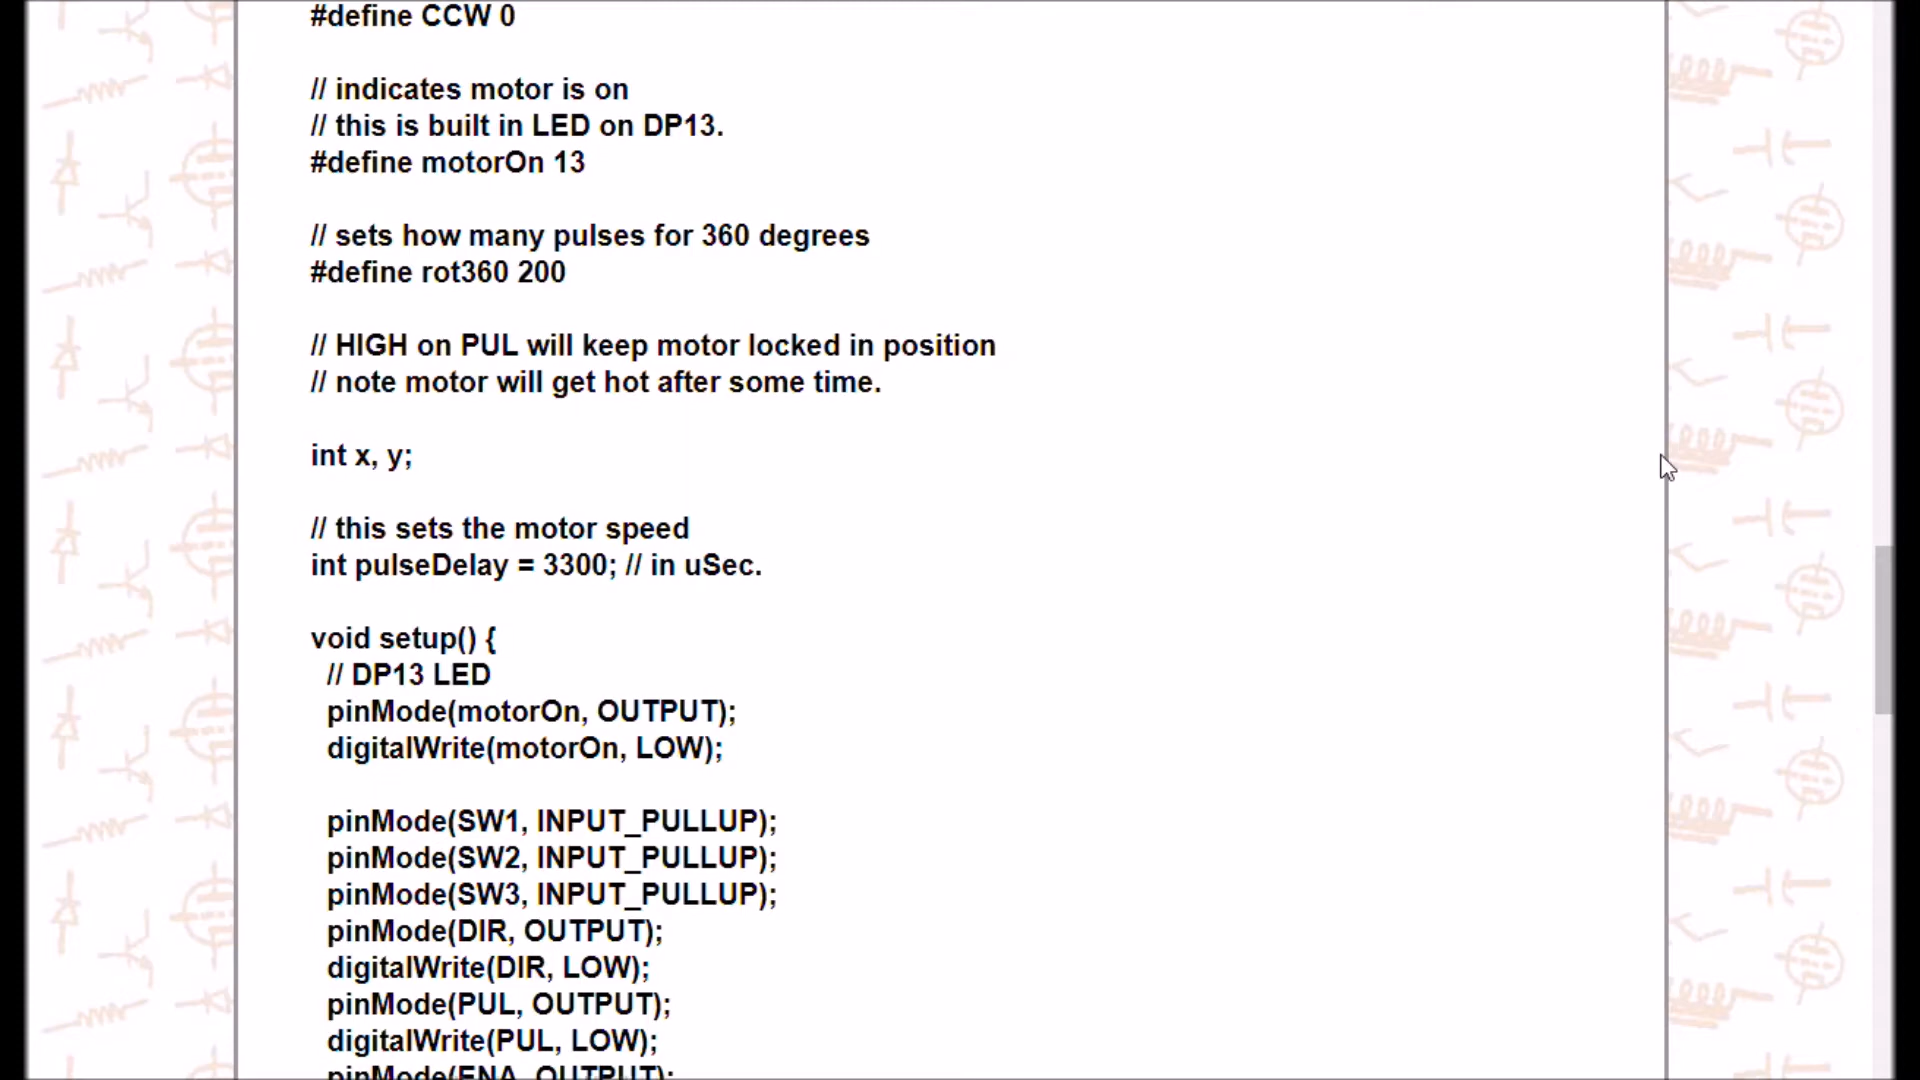 #define CCW 0
// indicates motor is on
// this is built in LED on DP13.
#define motorOn 13
// sets how many pulses for 360 degrees
#define rot360 200
// HIGH on PUL will keep motor locked in position
// note motor will get hot after some time.
int x, y;
// this sets the motor speed
int pulseDelay = 3300; // in uSec.
void setup() {
// DP13 LED
pinMode(motorOn, OUTPUT);
digitalWrite(motorOn, LOW);
pinMode(SW1, INPUT_PULLUP);
pinMode(SW2, INPUT_PULLUP);
pinMode(SW3, INPUT_PULLUP);
pinMode(DIR, OUTPUT);
digitalWrite(DIR, LOW);
pinMode(PUL, OUTPUT);
digitalWrite(PUL, LOW);
pinMode(ENA, OUTPUT);